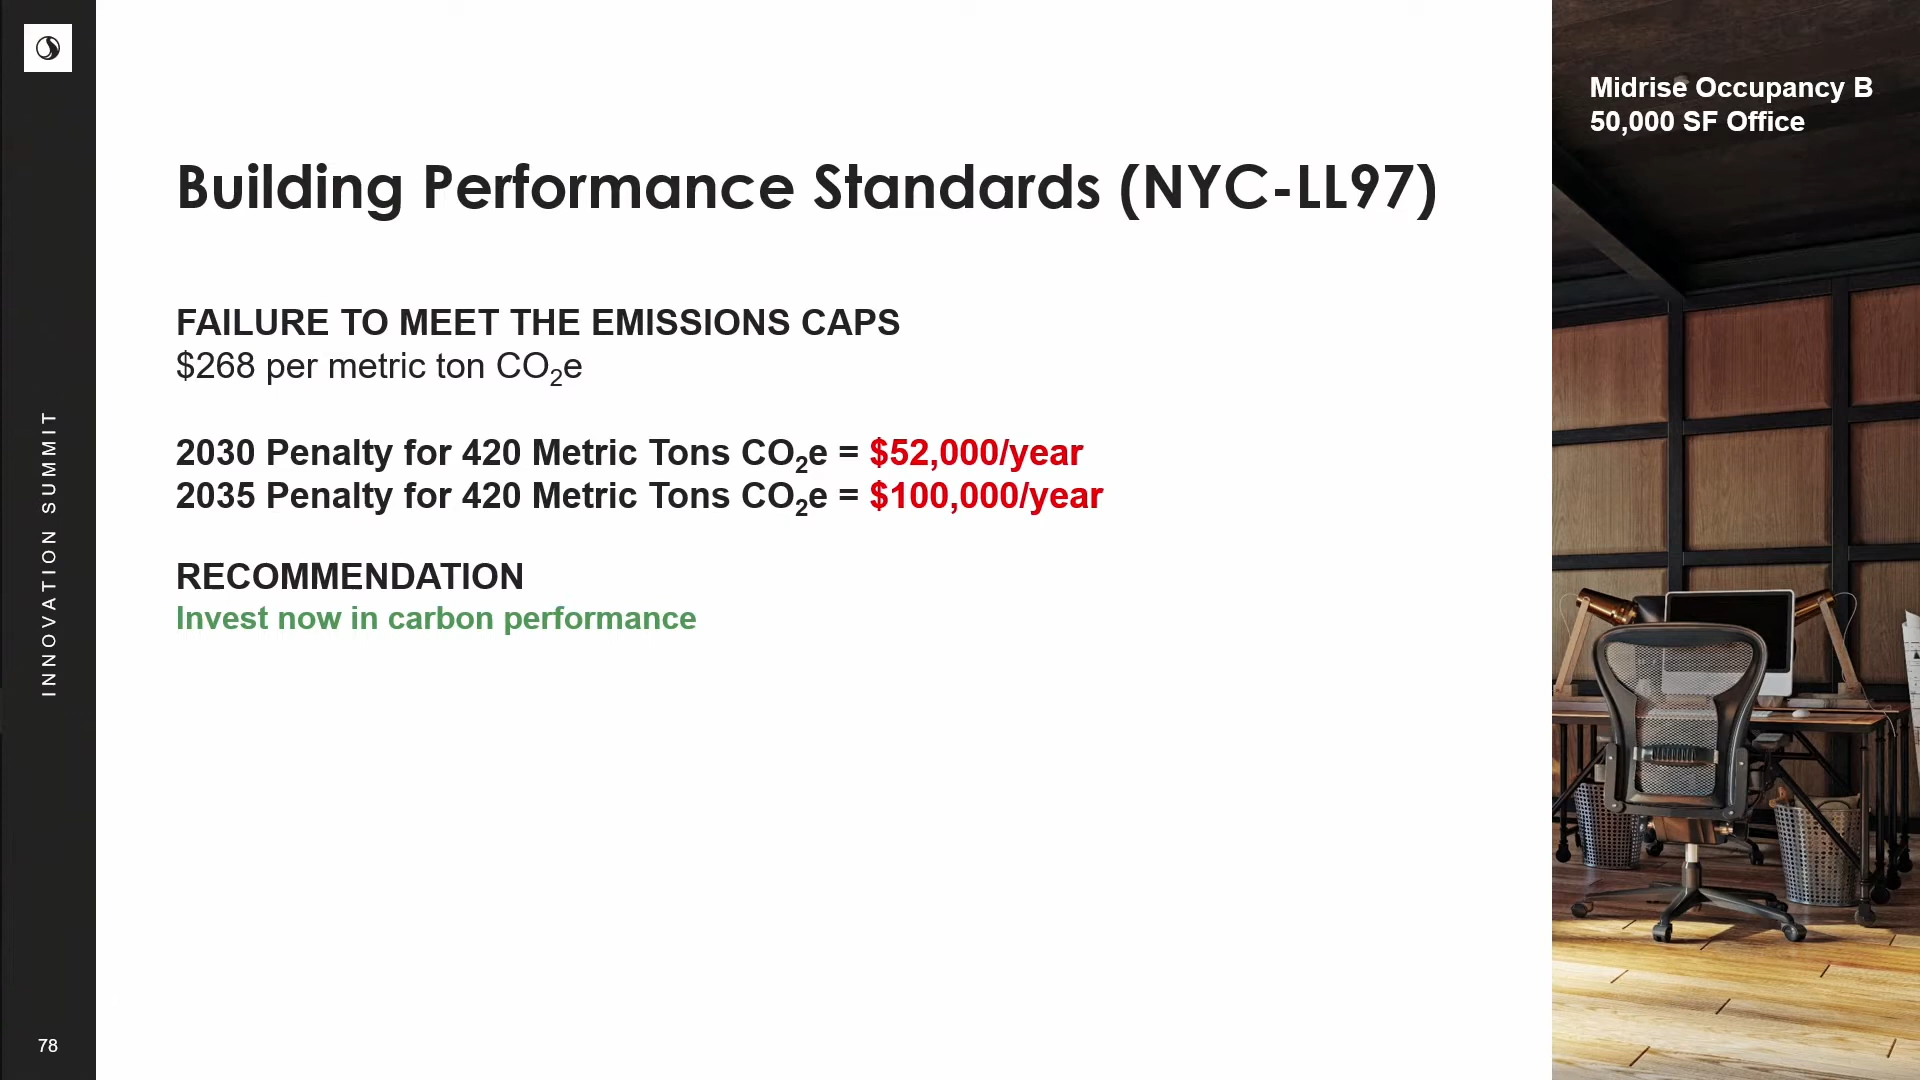 Midrise Occupancy B
50,000 SF Office
Building Performance Standards (NYC-LL97)
FAILURE TO MEET THE EMISSIONS CAPS
$268 per metric ton CO₂e
2030 Penalty for 420 Metric Tons CO₂e = $52,000/year
2035 Penalty for 420 Metric Tons CO₂e = $100,000/year
RECOMMENDATION
Invest now in carbon performance
INNOVATION SUMMIT
78